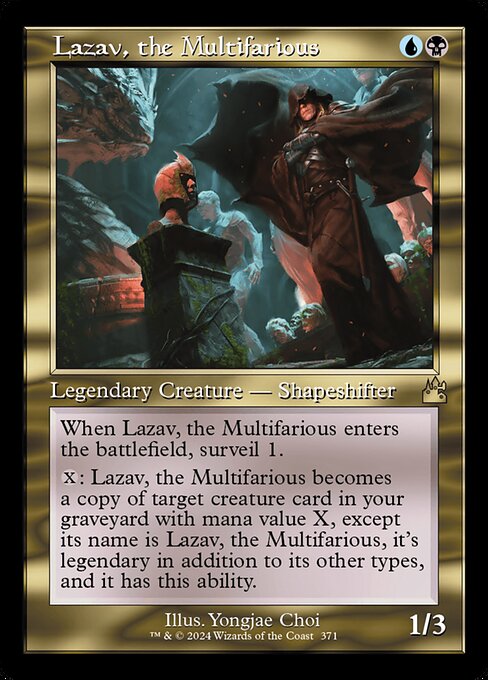 Lazav, the Multifarious
Legendary Creature — Shapeshifter
When Lazav, the Multifarious enters
the battlefield, surveil 1.
X: Lazav, the Multifarious becomes
a copy of target creature card in your
graveyard with mana value X, except
its name is Lazav, the Multifarious, it's
legendary in addition to its other types,
and it has this ability.
Illus. Yongjae Choi
™ & © 2024 Wizards of the Coast 371
1/3